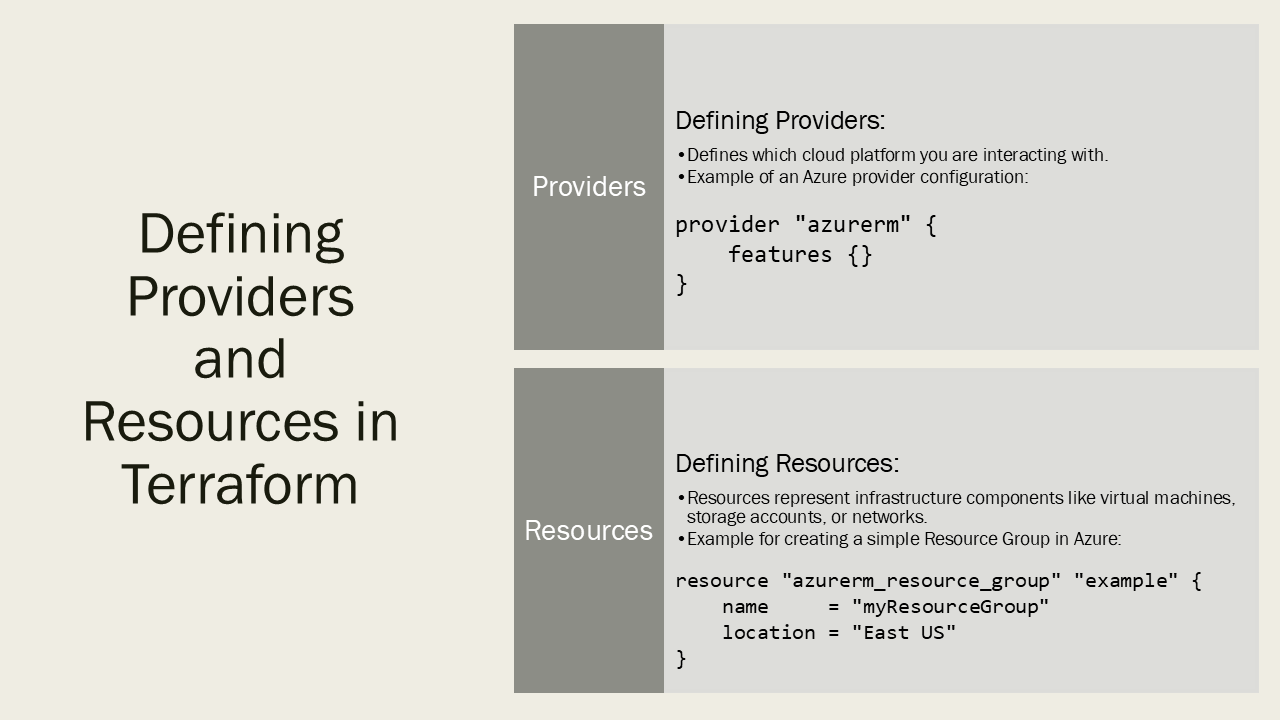 Defining
Providers
and
Resources in
Terraform
Providers
Defining Providers:
•Defines which cloud platform you are interacting with.
•Example of an Azure provider configuration:
provider "azurerm" {
    features {}
}
Resources
Defining Resources:
•Resources represent infrastructure components like virtual machines,
storage accounts, or networks.
•Example for creating a simple Resource Group in Azure:
resource "azurerm_resource_group" "example" {
    name     = "myResourceGroup"
    location = "East US"
}